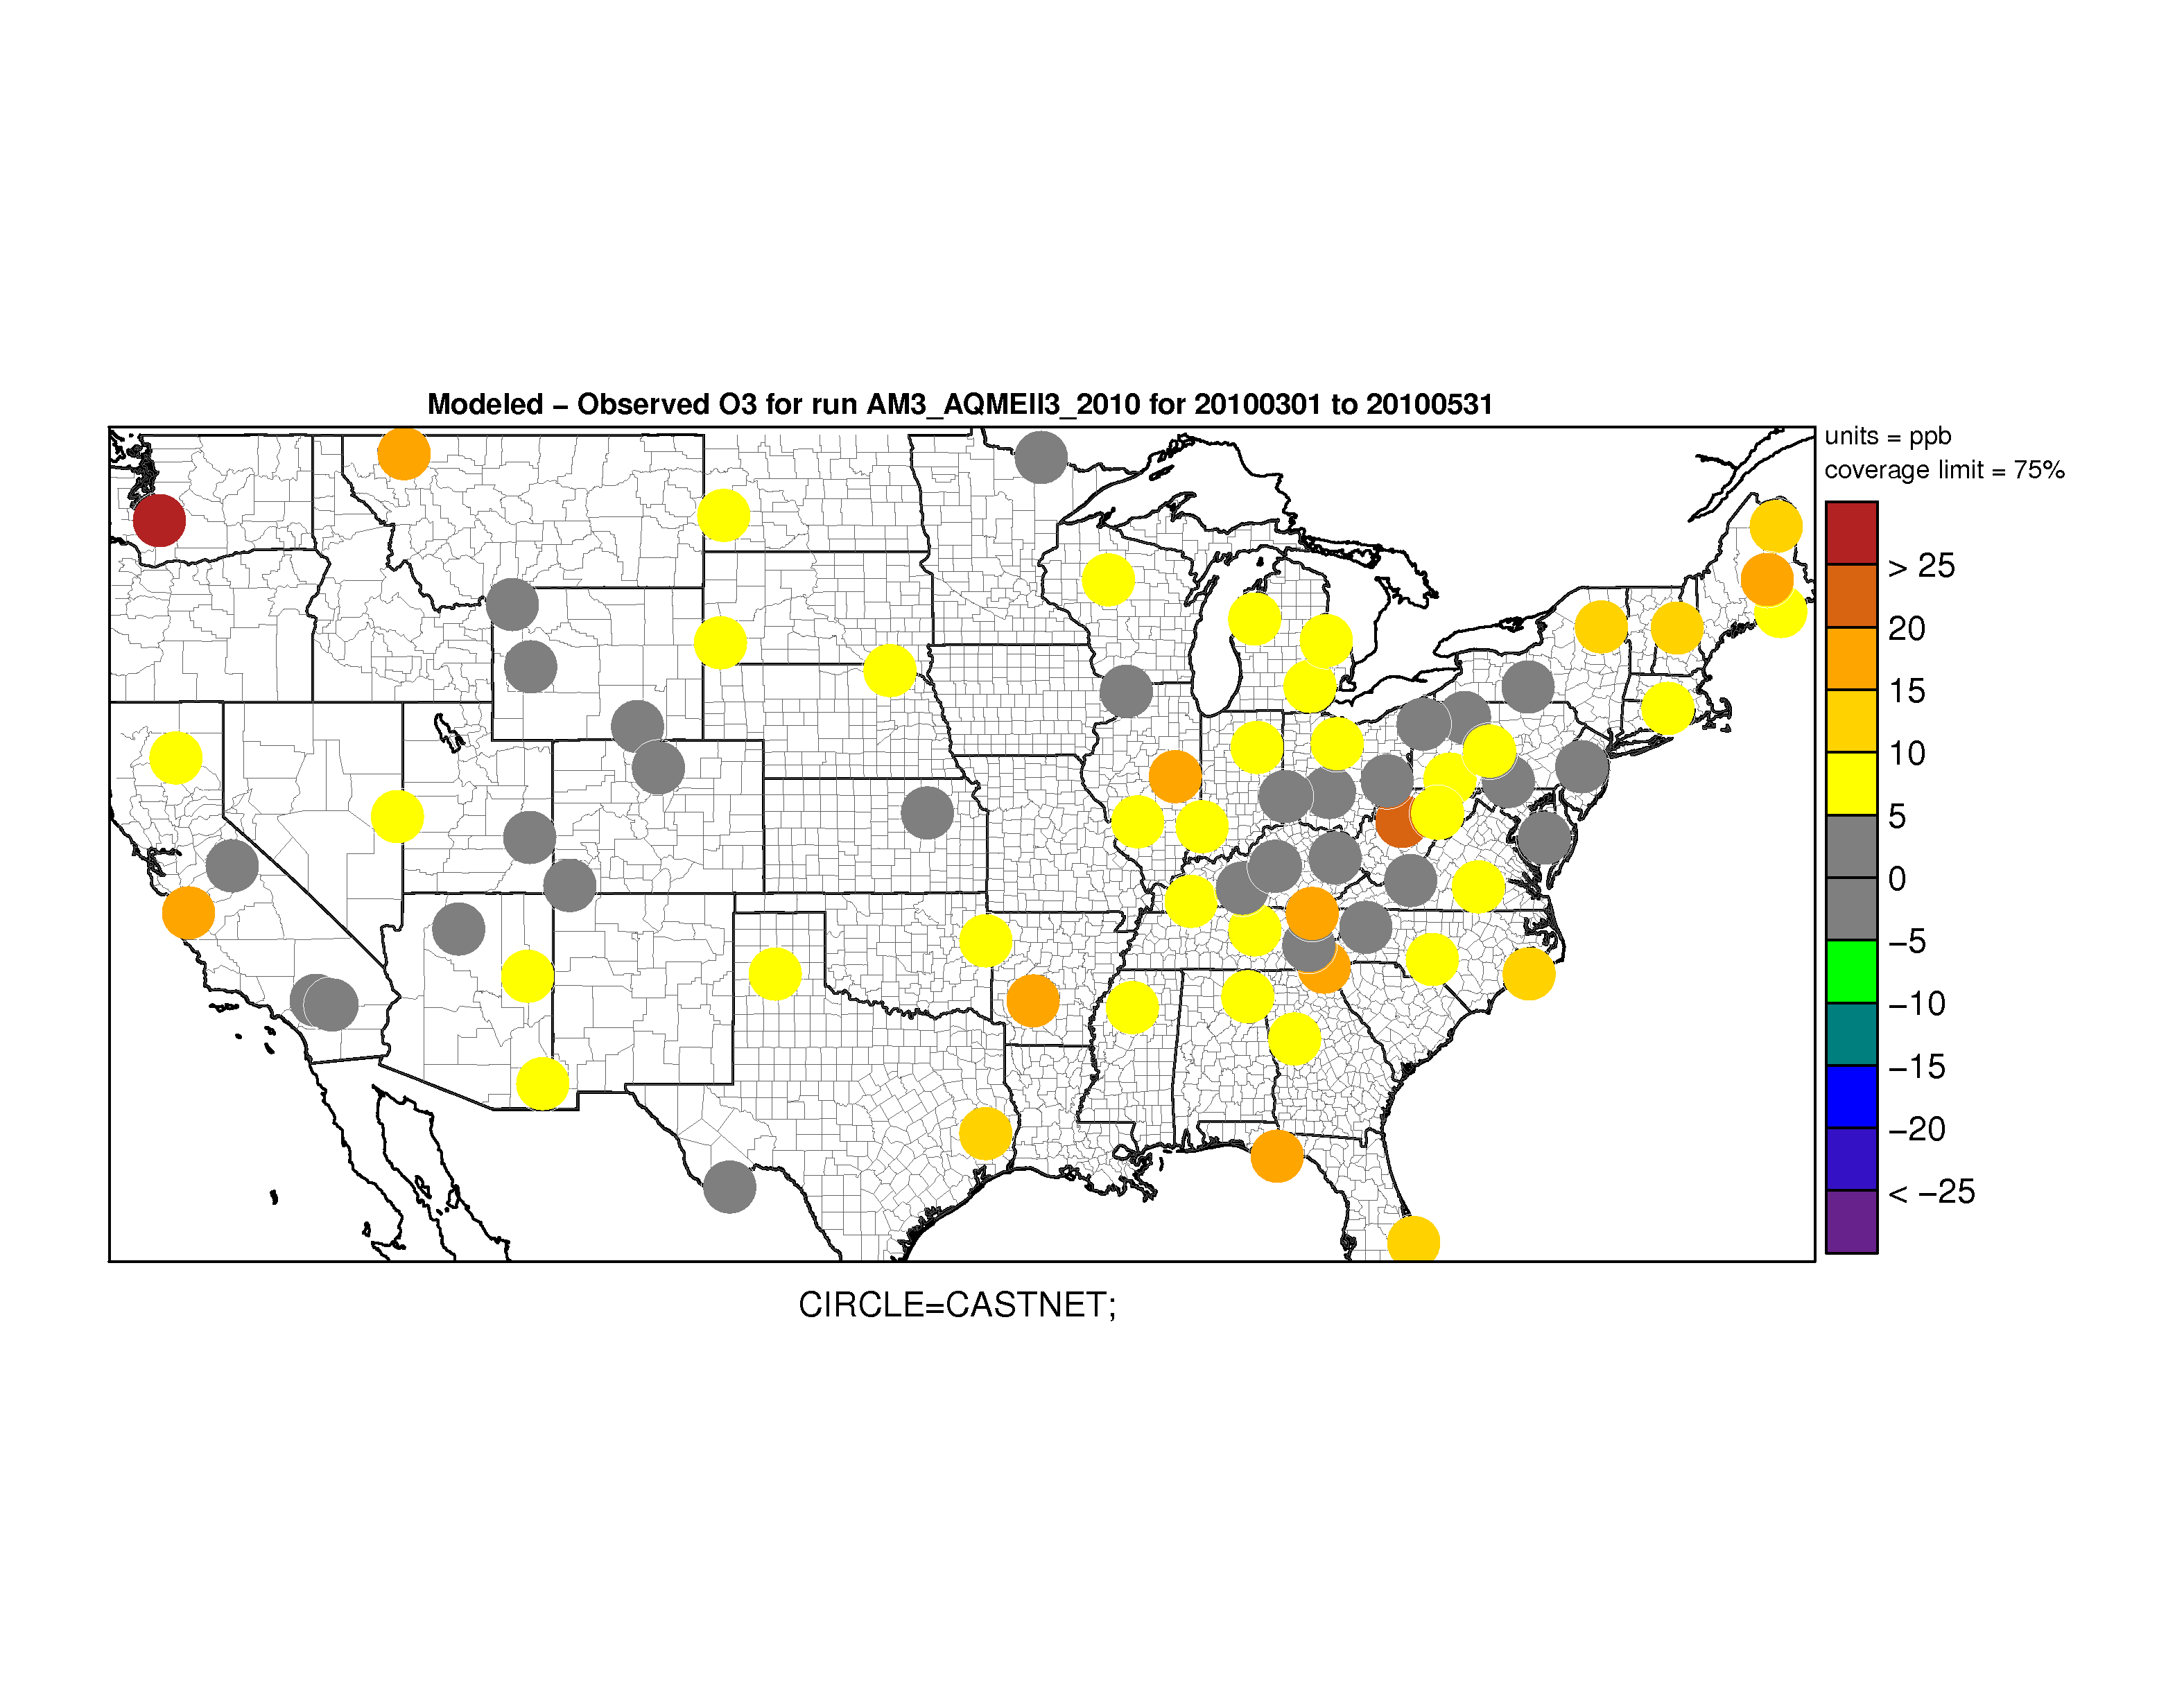 Modeled − Observed O3 for run AM3_AQMEII3_2010 for 20100301 to 20100531
units = ppb
coverage limit = 75%
> 25
20
15
10
5
0
−5
−10
−15
−20
< −25
CIRCLE=CASTNET;